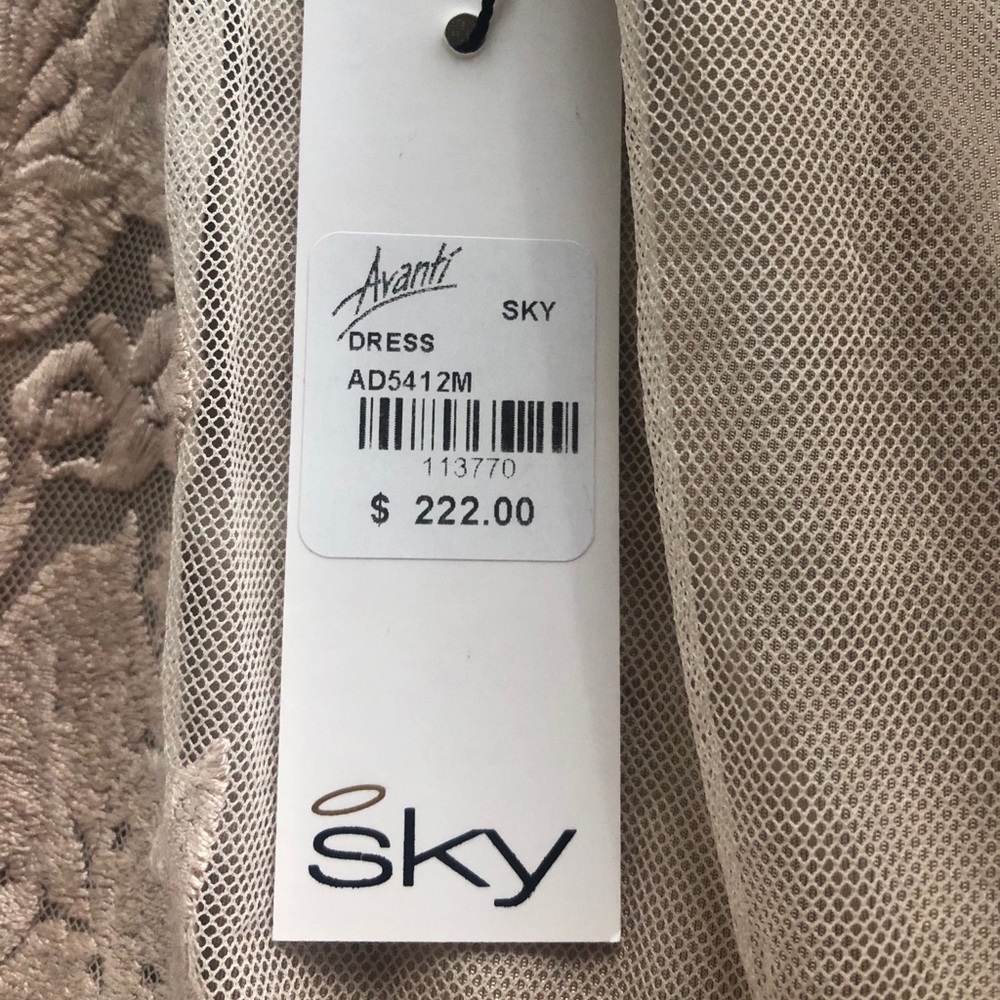 Avanti
SKY
DRESS
AD5412M
113770
$ 222.00
sky